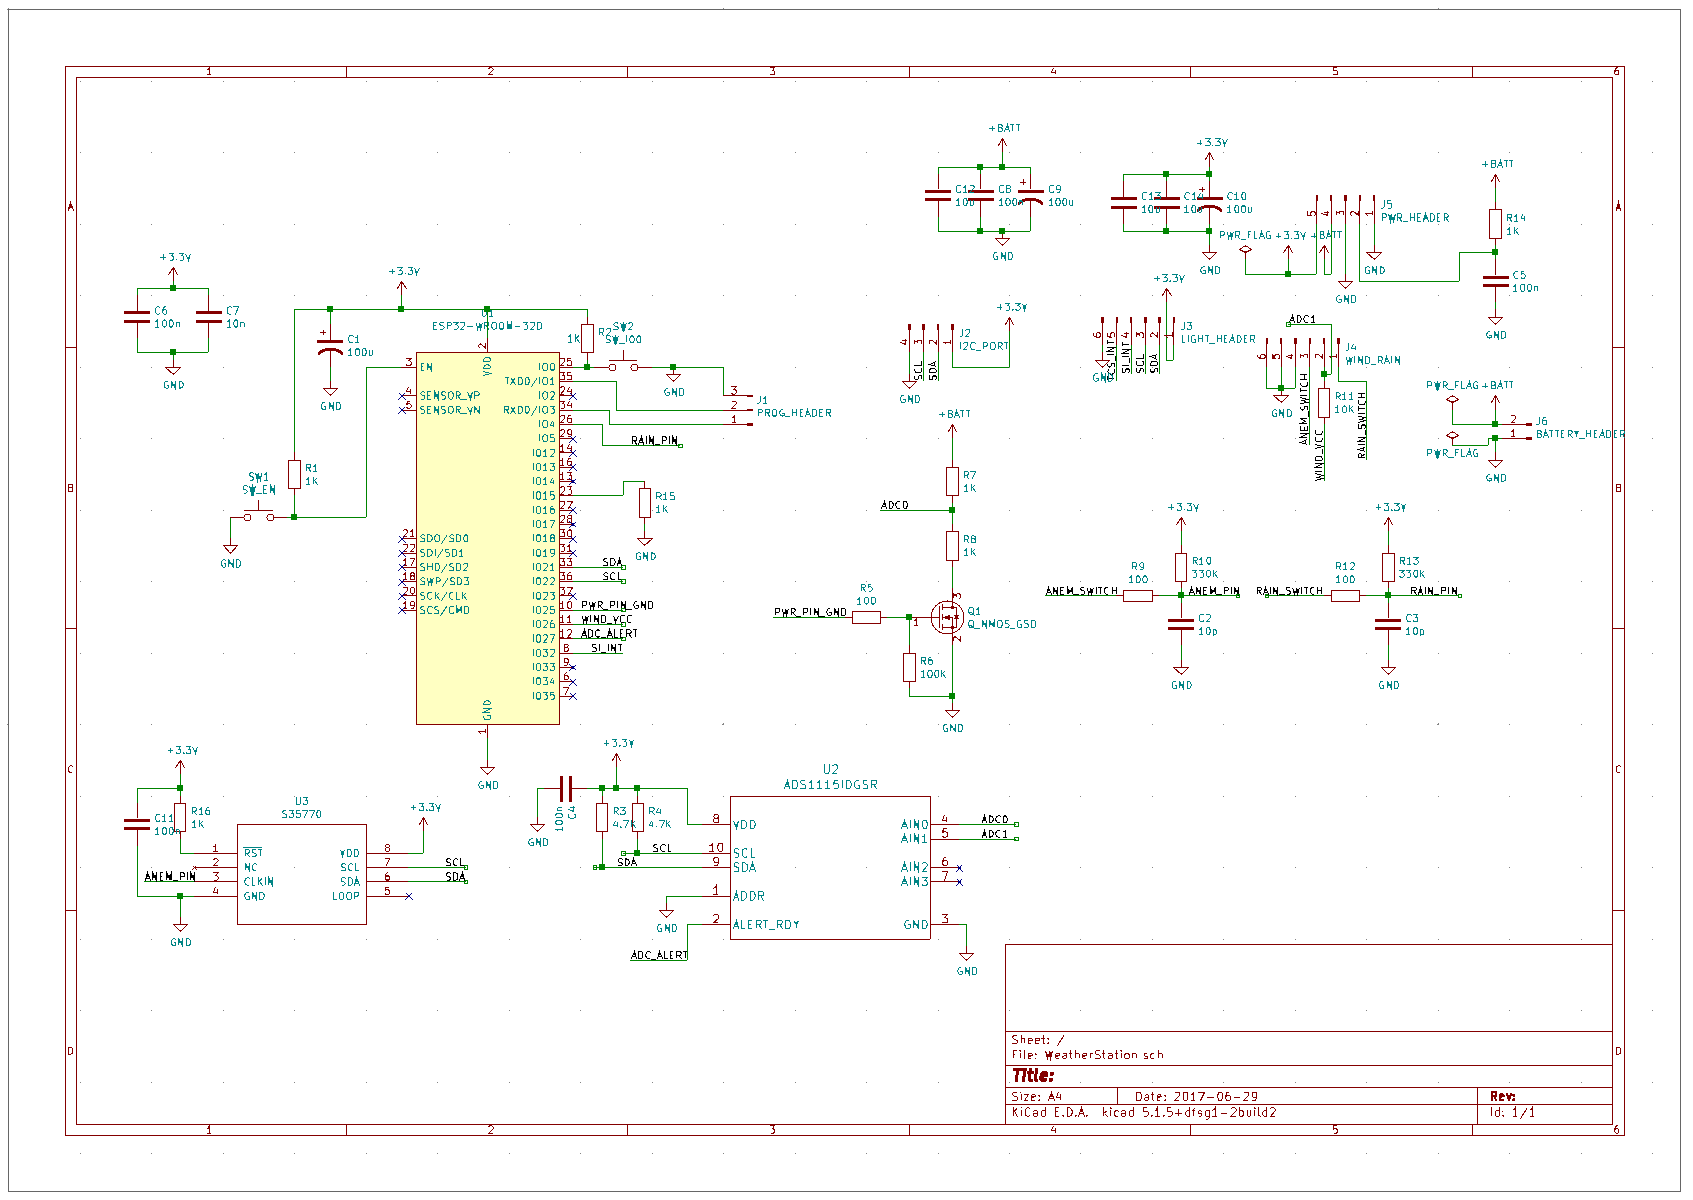 1 2 3 4 5 6
A
B
C
D
+3.3V
C6
100n
C7
10n
GND
+3.3V
C1
100u
GND
U1
ESP32-WROOM-32D
R2
1K
SW2
SW_IO0
GND
R1
1K
SW1
SW_EN
GND
3 EN
4 SENSOR_VP
5 SENSOR_VN
21 SDO/SD0
22 SDI/SD1
17 SHD/SD2
18 SWP/SD3
20 SCK/CLK
19 SCS/CMD
VDD 2
GND 1
GND
IO0 25
TXD0/IO1 35
IO2 24
RXD0/IO3 34
IO4 26
IO5 29
IO12 14
IO13 16
IO14 13
IO15 23
IO16 27
IO17 28
IO18 30
IO19 31
IO21 33 SDA
IO22 36 SCL
IO23 37
IO25 10 PWR_PIN_GND
IO26 11 WIND_VCC
IO27 12 ADC_ALERT
IO32 8 SI_INT
IO33 9
IO34 6
IO35 7
RAIN_PIN
R15
1K
GND
3
2
1
J1
PROG_HEADER
+BATT
C12
10u
C8
100n
C9
100u
GND
+3.3V
C13
10u
C14
C10
100u
GND
5 4 3 2 1
J5
PWR_HEADER
PWR_FLAG
+3.3V
+BATT
GND
GND
+BATT
R14
1K
C5
100n
GND
4 3 2 1
SCL
SDA
J2
I2C_PORT
+3.3V
GND
+3.3V
6 5 4 3 2 1
J3
LIGHT_HEADER
SI_INT
SCL
SDA
GND
ADC1
6 5 4 3 2 1
J4
WIND_RAIN
GND
ANEM_SWITCH
WIND_VCC
R11
10K
RAIN_SWITCH
PWR_FLAG
+BATT
2
1
J6
BATTERY_HEADER
PWR_FLAG
GND
+BATT
R7
1K
ADC0
R8
1K
PWR_PIN_GND
R5
100
1
3
2
Q1
Q_NMOS_GSD
R6
100K
GND
+3.3V
R10
330K
R9
100
ANEM_SWITCH
ANEM_PIN
C2
10p
GND
+3.3V
R13
330K
R12
100
RAIN_SWITCH
RAIN_PIN
C3
10p
GND
+3.3V
R16
1K
C11
100n
GND
U3
S35770
1 RST
2 NC
ANEM_PIN 3 CLKIN
4 GND
VDD 8
SCL 7 SCL
SDA 6 SDA
LOOP 5
+3.3V
+3.3V
100n
C4
GND
R3
4.7K
R4
4.7K
SCL
SDA
U2
ADS1115IDGSR
8 VDD
10 SCL
9 SDA
1 ADDR
2 ALERT_RDY
AIN0 4 ADC0
AIN1 5 ADC1
AIN2 6
AIN3 7
GND 3
GND
ADC_ALERT
GND
Sheet: /
File: WeatherStation.sch
Title:
Size: A4 Date: 2017-06-29 Rev:
KiCad E.D.A. kicad 5.1.5+dfsg1-2build2 Id: 1/1
1 2 3 4 5 6
A
B
C
D